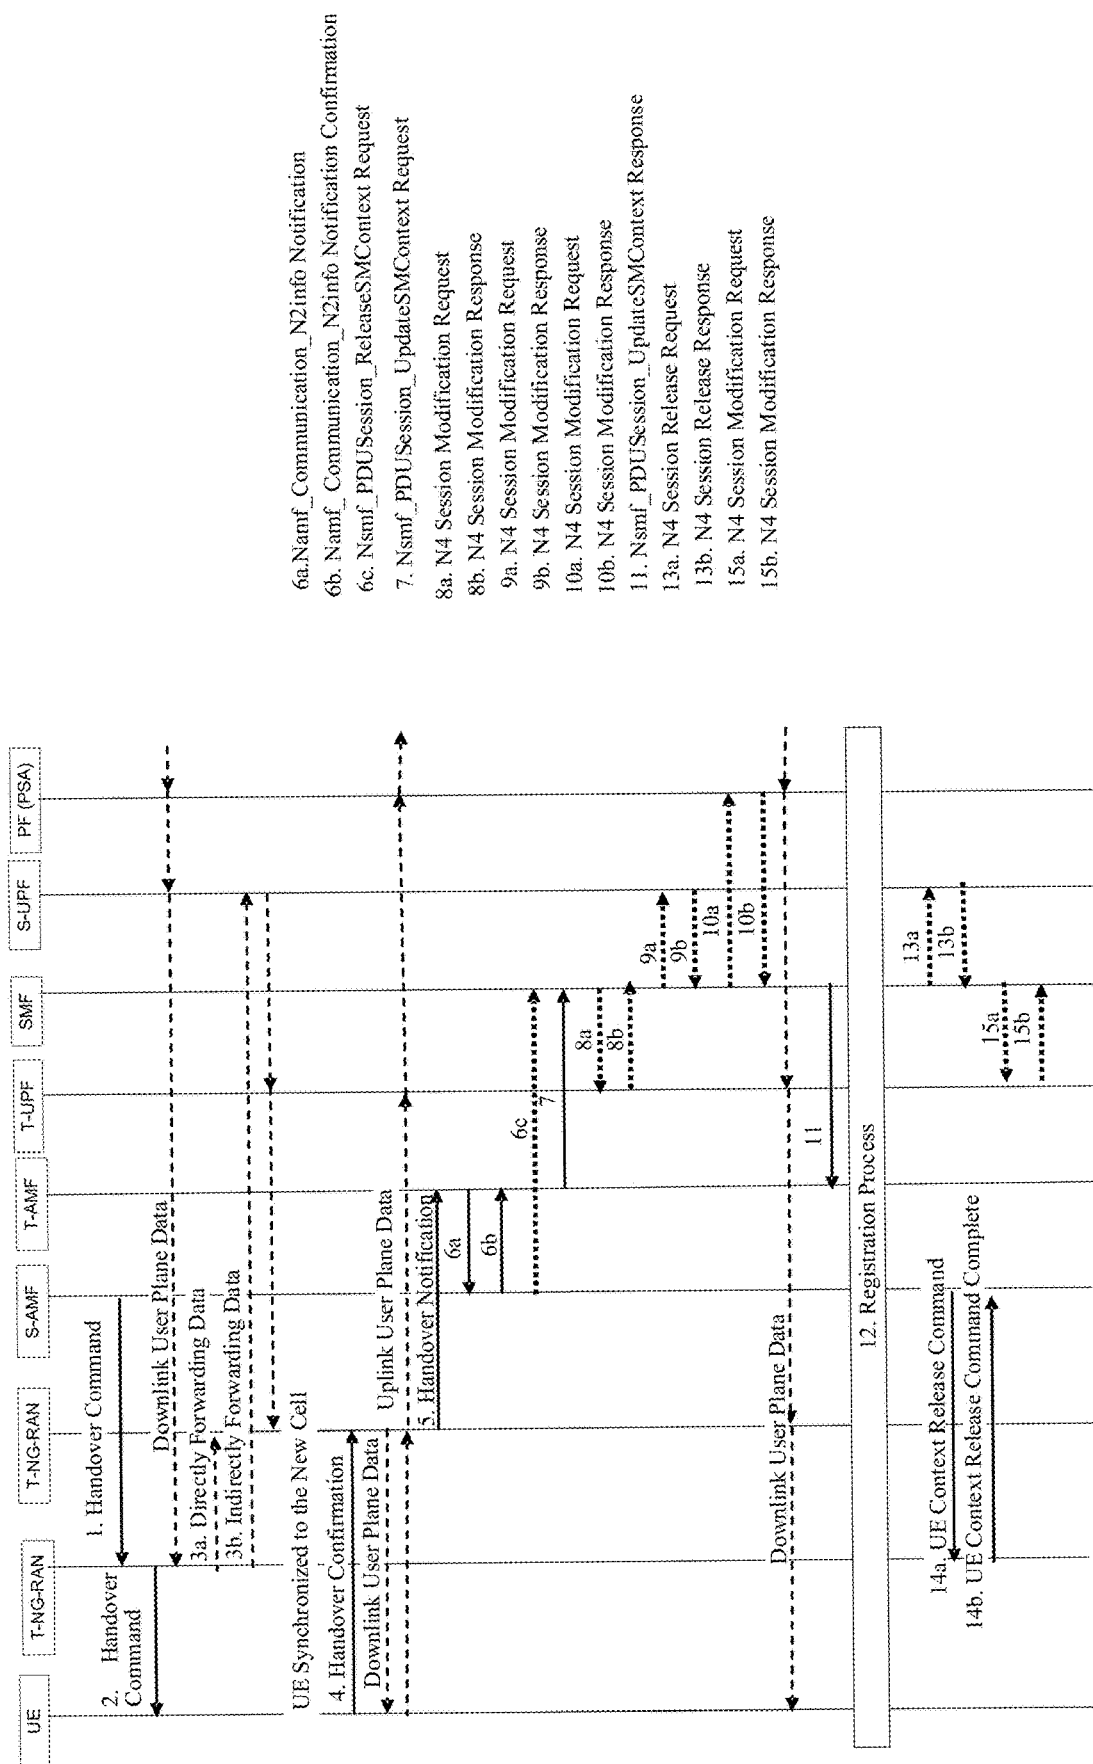 UE
T-NG-RAN
T-NG-RAN
S-AMF
T-AMF
T-UPF
SMF
S-UPF
PF (PSA)
1. Handover Command
2. Handover
Command
Downlink User Plane Data
3a. Directly Forwarding Data
3b. Indirectly Forwarding Data
UE Synchronized to the New Cell
4. Handover Confirmation
Downlink User Plane Data
Uplink User Plane Data
5. Handover Notification
6a
6b
6c
7
8a
8b
9a
9b
10a
10b
Downlink User Plane Data
11
12. Registration Process
13a
13b
14a. UE Context Release Command
14b. UE Context Release Command Complete
15a
15b
6a.Namf_Communication_N2info Notification
6b. Namf_Communication_N2info Notification Confirmation
6c. Nsmf_PDUSession_ReleaseSMContext Request
7. Nsmf_PDUSession_UpdateSMContext Request
8a. N4 Session Modification Request
8b. N4 Session Modification Response
9a. N4 Session Modification Request
9b. N4 Session Modification Response
10a. N4 Session Modification Request
10b. N4 Session Modification Response
11. Nsmf_PDUSession_UpdateSMContext Response
13a. N4 Session Release Request
13b. N4 Session Release Response
15a. N4 Session Modification Request
15b. N4 Session Modification Response